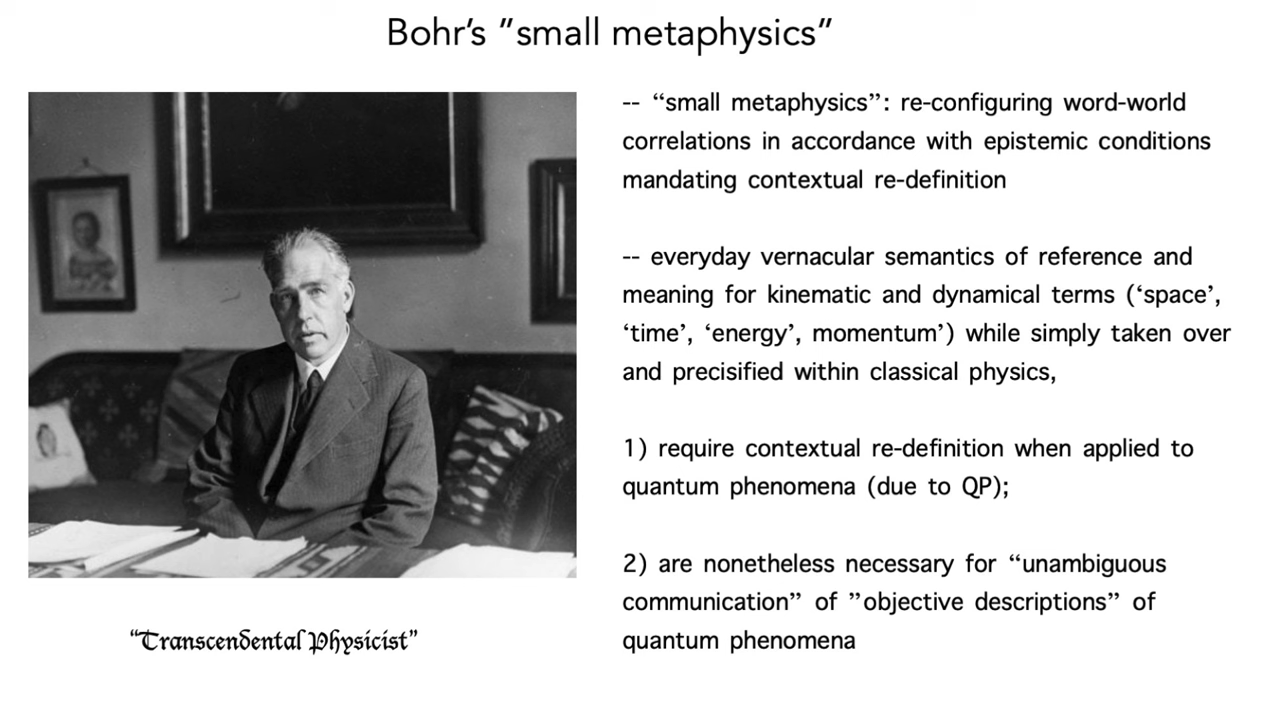 Bohr's "small metaphysics"
-- “small metaphysics”: re-configuring word-world
correlations in accordance with epistemic conditions
mandating contextual re-definition
-- everyday vernacular semantics of reference and
meaning for kinematic and dynamical terms (‘space’,
‘time’, ‘energy’, momentum’) while simply taken over
and precisified within classical physics,
1) require contextual re-definition when applied to
quantum phenomena (due to QP);
2) are nonetheless necessary for “unambiguous
communication” of ”objective descriptions” of
quantum phenomena
“Transcendental Physicist”